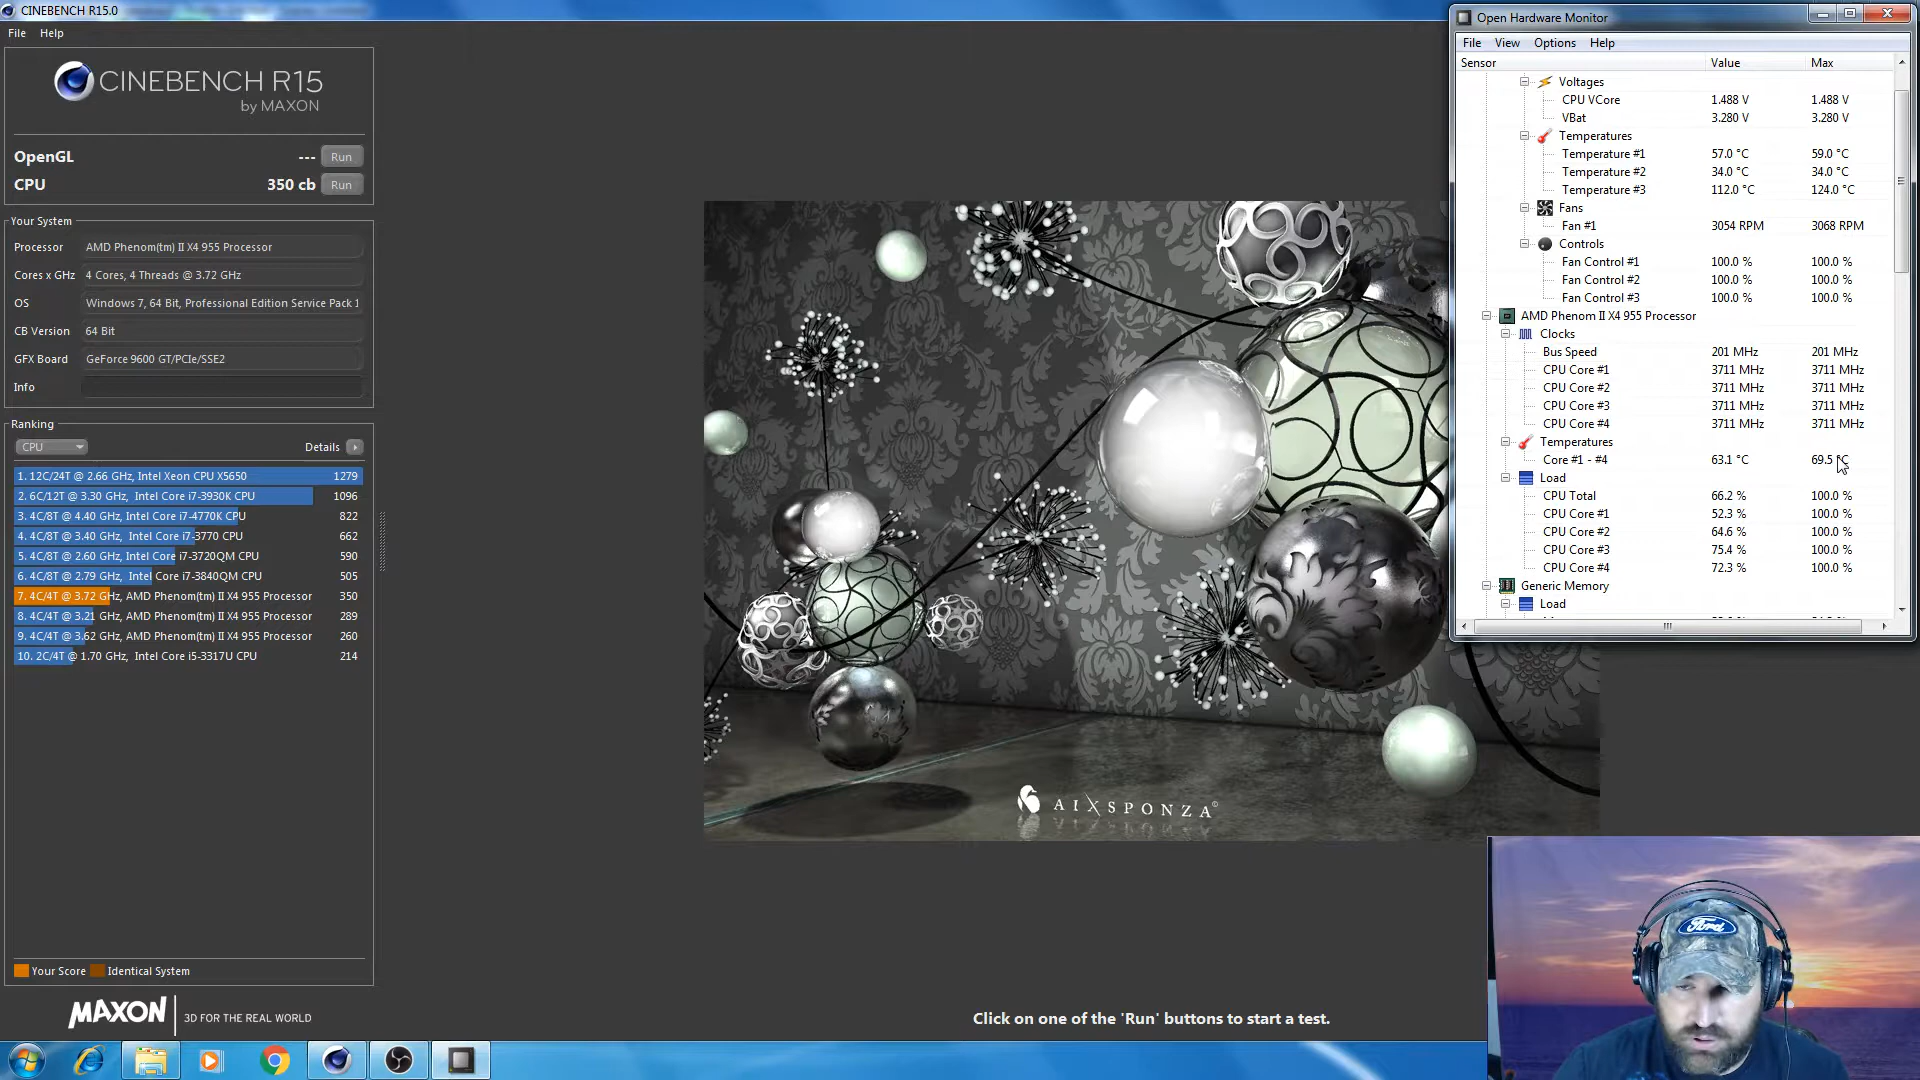 CINEBENCH R15.0
File Help
CINEBENCH R15
by MAXON
OpenGL --- Run
CPU 350 cb Run
Your System
Processor AMD Phenom(tm) II X4 955 Processor
Cores x GHz 4 Cores, 4 Threads @ 3.72 GHz
OS Windows 7, 64 Bit, Professional Edition Service Pack 1
CB Version 64 Bit
GFX Board GeForce 9600 GT/PCIe/SSE2
Info
Ranking
CPU Details
1. 12C/24T @ 2.66 GHz, Intel Xeon CPU X5650 1279
2. 6C/12T @ 3.30 GHz, Intel Core i7-3930K CPU 1096
3. 4C/8T @ 4.40 GHz, Intel Core i7-4770K CPU 822
4. 4C/8T @ 3.40 GHz, Intel Core i7-3770 CPU 662
5. 4C/8T @ 2.60 GHz, Intel Core i7-3720QM CPU 590
6. 4C/8T @ 2.79 GHz, Intel Core i7-3840QM CPU 505
7. 4C/4T @ 3.72 GHz, AMD Phenom(tm) II X4 955 Processor 350
8. 4C/4T @ 3.21 GHz, AMD Phenom(tm) II X4 955 Processor 289
9. 4C/4T @ 3.62 GHz, AMD Phenom(tm) II X4 955 Processor 260
10. 2C/4T @ 1.70 GHz, Intel Core i5-3317U CPU 214
Your Score Identical System
MAXON 3D FOR THE REAL WORLD
AIXSPONZA®
Click on one of the 'Run' buttons to start a test.
Open Hardware Monitor
File View Options Help
Sensor Value Max
Voltages
CPU VCore 1.488 V 1.488 V
VBat 3.280 V 3.280 V
Temperatures
Temperature #1 57.0 °C 59.0 °C
Temperature #2 34.0 °C 34.0 °C
Temperature #3 112.0 °C 124.0 °C
Fans
Fan #1 3054 RPM 3068 RPM
Controls
Fan Control #1 100.0 % 100.0 %
Fan Control #2 100.0 % 100.0 %
Fan Control #3 100.0 % 100.0 %
AMD Phenom II X4 955 Processor
Clocks
Bus Speed 201 MHz 201 MHz
CPU Core #1 3711 MHz 3711 MHz
CPU Core #2 3711 MHz 3711 MHz
CPU Core #3 3711 MHz 3711 MHz
CPU Core #4 3711 MHz 3711 MHz
Temperatures
Core #1 - #4 63.1 °C 69.5 °C
Load
CPU Total 66.2 % 100.0 %
CPU Core #1 52.3 % 100.0 %
CPU Core #2 64.6 % 100.0 %
CPU Core #3 75.4 % 100.0 %
CPU Core #4 72.3 % 100.0 %
Generic Memory
Load
Ford